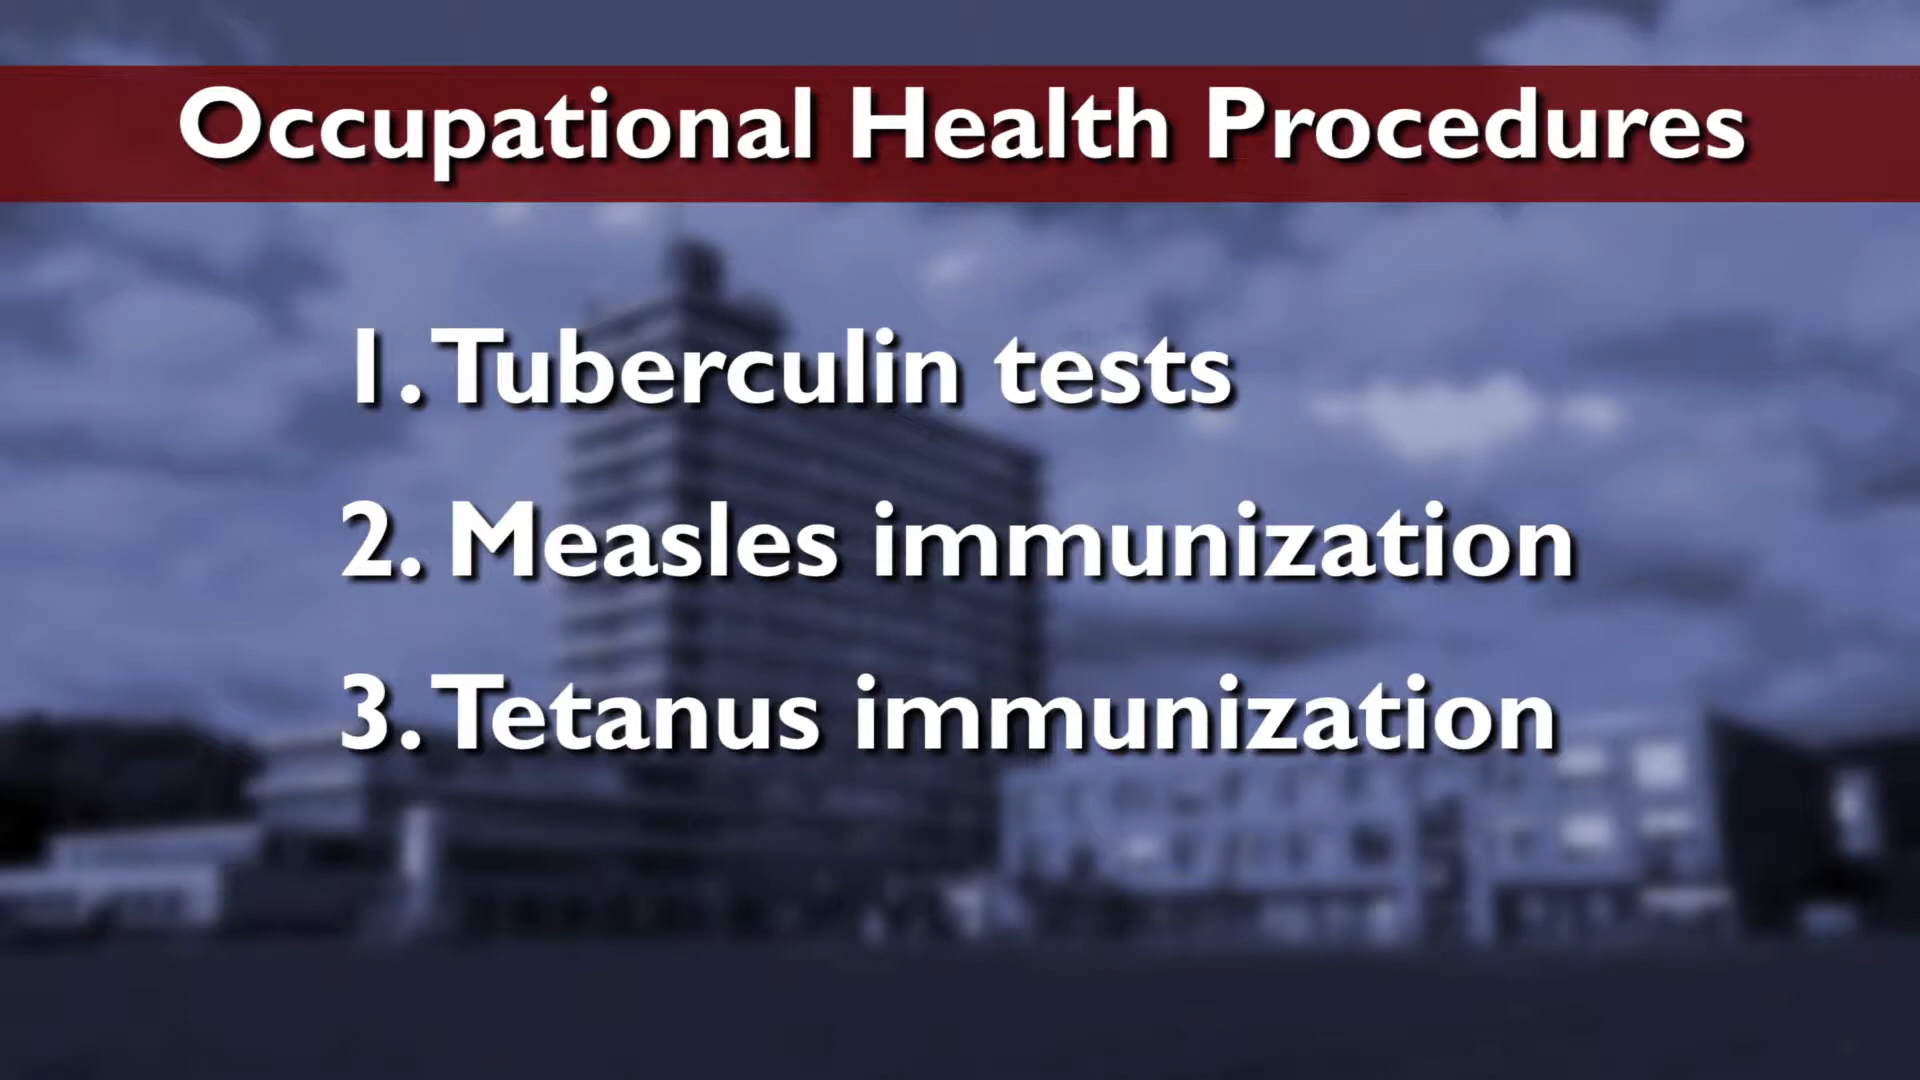 Occupational Health Procedures
1. Tuberculin tests
2. Measles immunization
3. Tetanus immunization